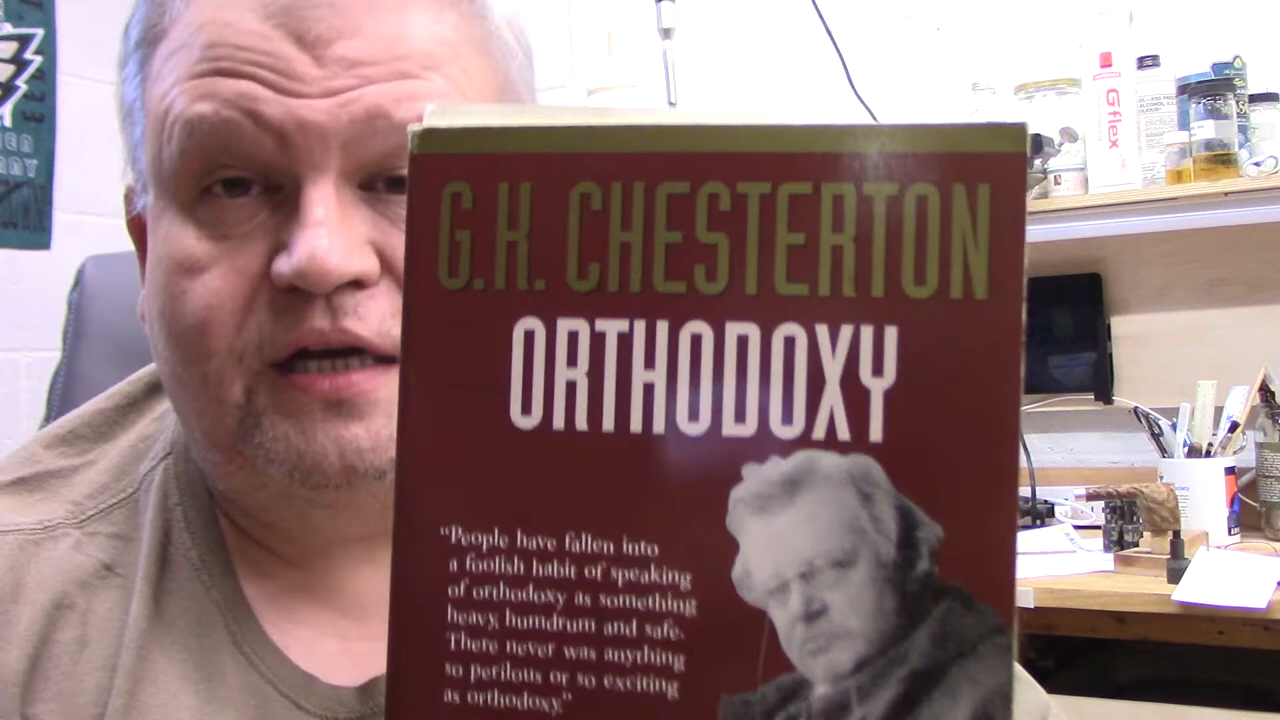 G.K. CHESTERTON
ORTHODOXY
"People have fallen into
a foolish habit of speaking
of orthodoxy as something
heavy, humdrum and safe.
There never was anything
so perilous or so exciting
as orthodoxy."
Gflex
ALCOHOL